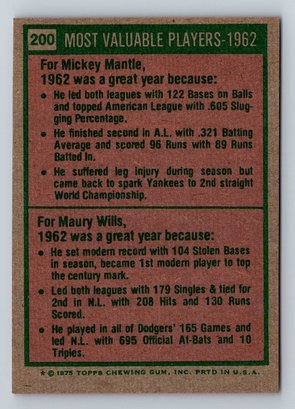 200 MOST VALUABLE PLAYERS-1962
For Mickey Mantle,
1962 was a great year because:
• He led both leagues with 122 Bases on Balls
and topped American League with .605 Slug-
ging Percentage.
• He finished second in A.L. with .321 Batting
Average and scored 96 Runs with 89 Runs
Batted In.
• He suffered leg injury during season but
came back to spark Yankees to 2nd straight
World Championship.
For Maury Wills,
1962 was a great year because:
• He set modern record with 104 Stolen Bases
in season, became 1st modern player to top
the century mark.
• Led both leagues with 179 Singles & tied for
2nd in N.L. with 208 Hits and 130 Runs
Scored.
• He played in all of Dodgers' 165 Games and
led N.L. with 695 Official At-Bats and 10
Triples.
* © 1975 TOPPS CHEWING GUM, INC. PRTD IN U.S.A.